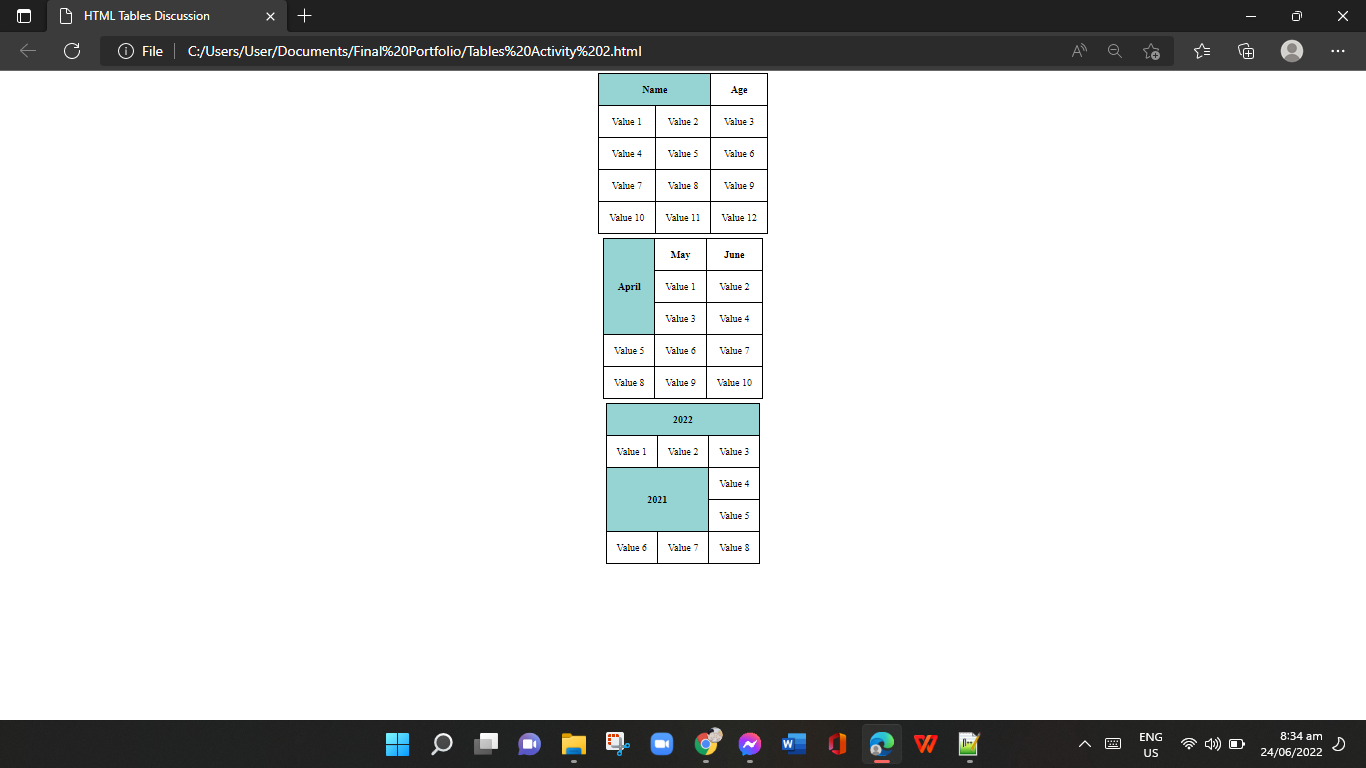 HTML Tables Discussion
File C:/Users/User/Documents/Final%20Portfolio/Tables%20Activity%202.html
Name Age
Value 1 Value 2 Value 3
Value 4 Value 5 Value 6
Value 7 Value 8 Value 9
Value 10 Value 11 Value 12
May June
April Value 1 Value 2
Value 3 Value 4
Value 5 Value 6 Value 7
Value 8 Value 9 Value 10
2022
Value 1 Value 2 Value 3
Value 4
2021
Value 5
Value 6 Value 7 Value 8
ENG 8:34 am
US 24/06/2022